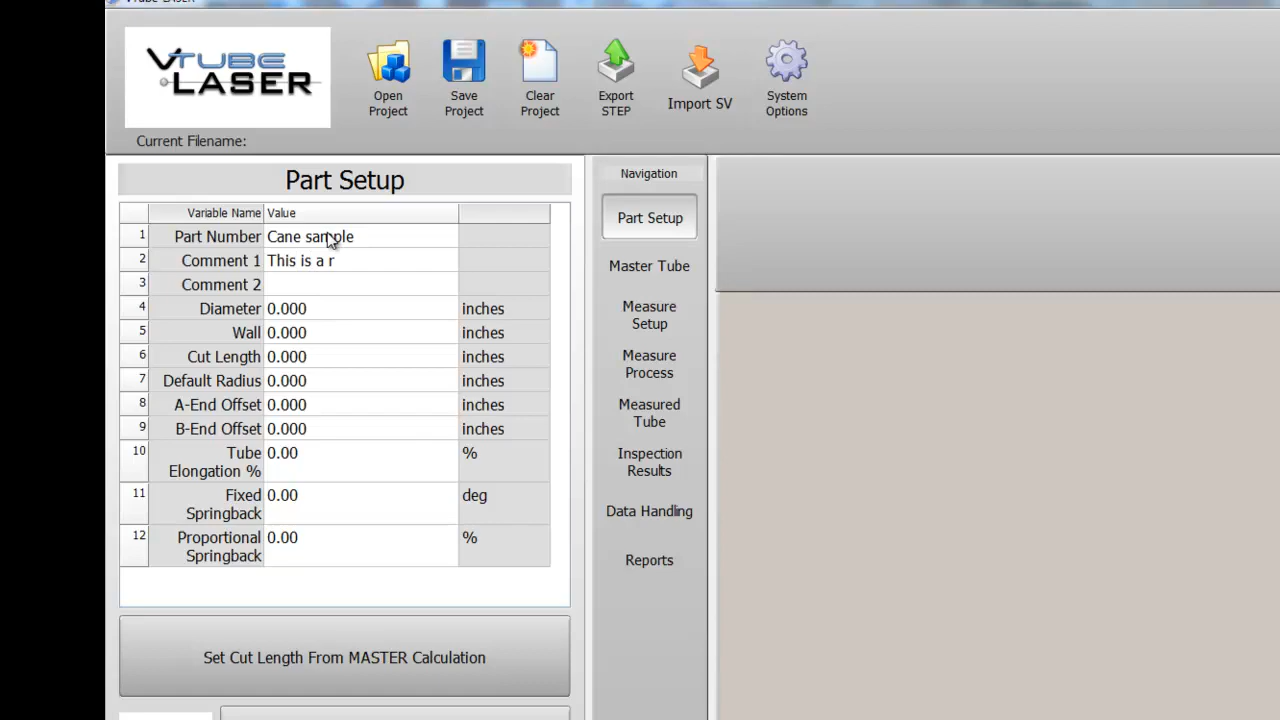 VTube LASER
VTUBE
LASER
Open
Project
Save
Project
Clear
Project
Export
STEP
Import SV
System
Options
Current Filename:
Part Setup
Variable Name Value
1 Part Number Cane sample
2 Comment 1 This is a r
3 Comment 2
4 Diameter 0.000 inches
5 Wall 0.000 inches
6 Cut Length 0.000 inches
7 Default Radius 0.000 inches
8 A-End Offset 0.000 inches
9 B-End Offset 0.000 inches
10 Tube 0.00 %
Elongation %
11 Fixed 0.00 deg
Springback
12 Proportional 0.00 %
Springback
Set Cut Length From MASTER Calculation
Navigation
Part Setup
Master Tube
Measure
Setup
Measure
Process
Measured
Tube
Inspection
Results
Data Handling
Reports